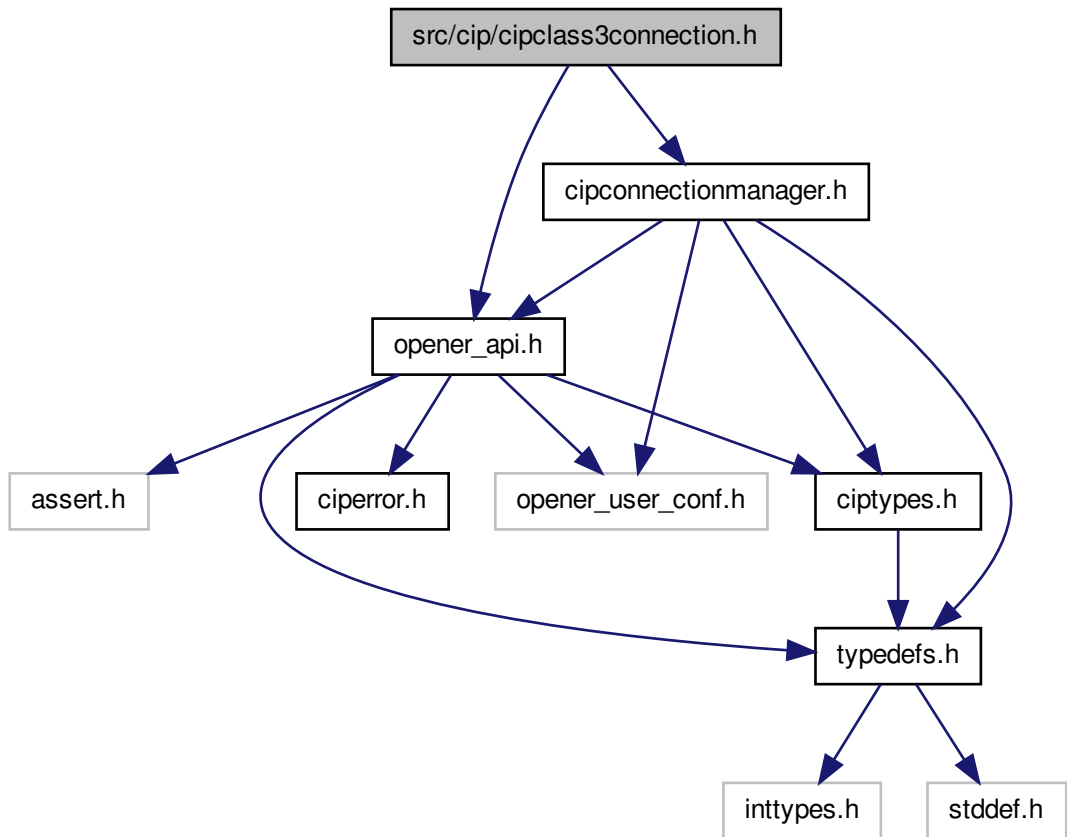 src/cip/cipclass3connection.h
cipconnectionmanager.h
opener_api.h
assert.h
ciperror.h
opener_user_conf.h
ciptypes.h
typedefs.h
inttypes.h
stddef.h